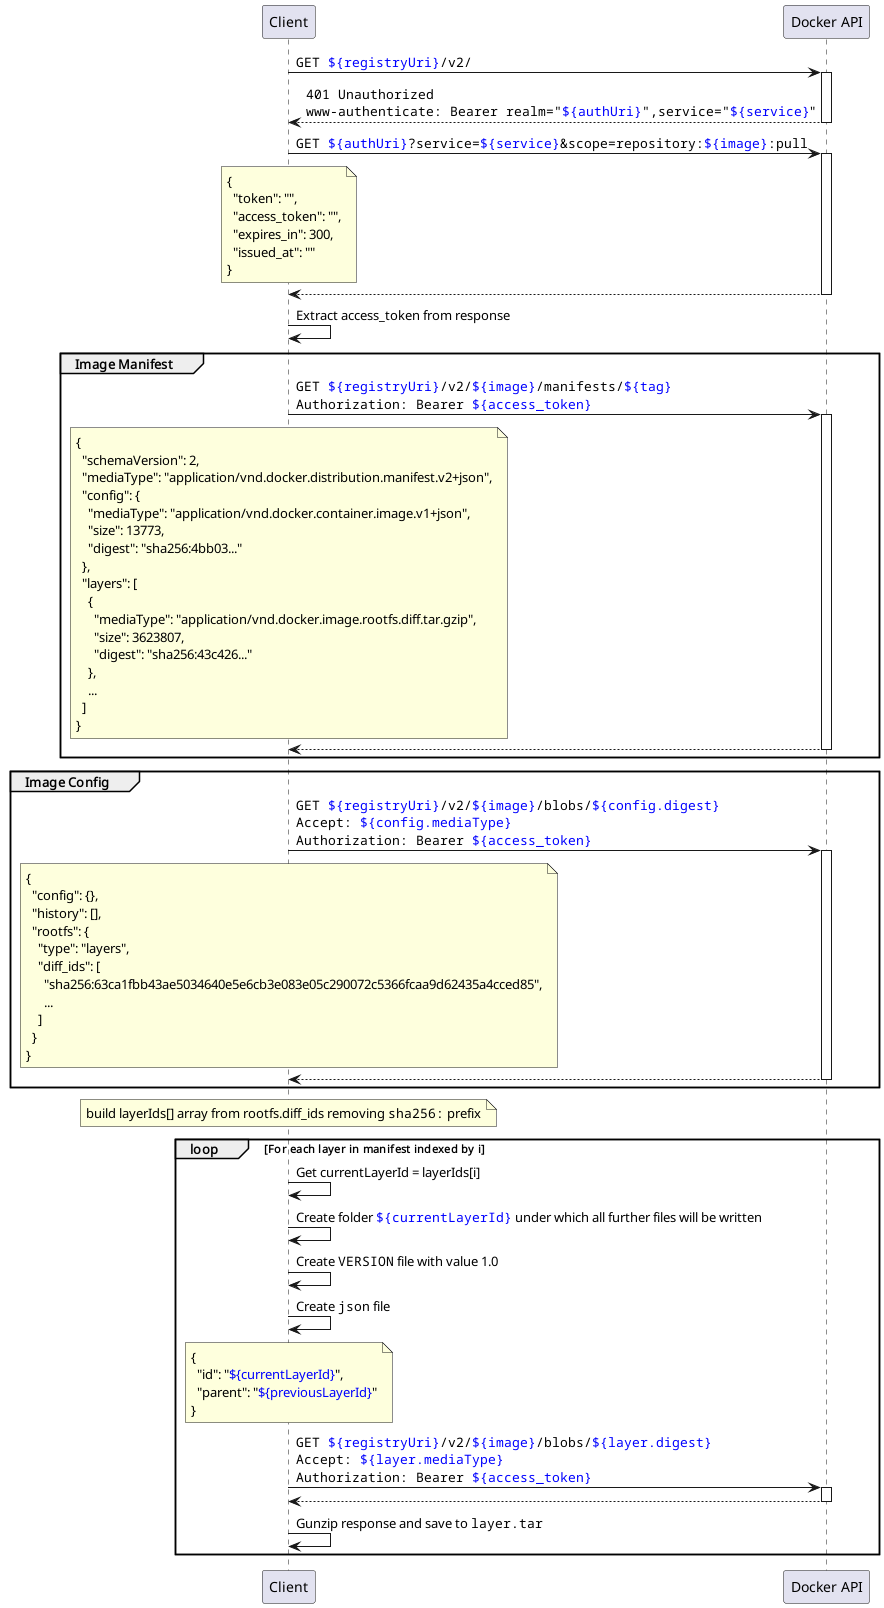 Client
Docker API
GET ${registryUri}/v2/
401 Unauthorized
www-authenticate: Bearer realm="${authUri}",service="${service}"
GET ${authUri}?service=${service}&scope=repository:${image}:pull
{
  "token": "",
  "access_token": "",
  "expires_in": 300,
  "issued_at": ""
}
Extract access_token from response
Image Manifest
GET ${registryUri}/v2/${image}/manifests/${tag}
Authorization: Bearer ${access_token}
{
  "schemaVersion": 2,
  "mediaType": "application/vnd.docker.distribution.manifest.v2+json",
  "config": {
    "mediaType": "application/vnd.docker.container.image.v1+json",
    "size": 13773,
    "digest": "sha256:4bb03..."
  },
  "layers": [
    {
      "mediaType": "application/vnd.docker.image.rootfs.diff.tar.gzip",
      "size": 3623807,
      "digest": "sha256:43c426..."
    },
    ...
  ]
}
Image Config
GET ${registryUri}/v2/${image}/blobs/${config.digest}
Accept: ${config.mediaType}
Authorization: Bearer ${access_token}
{
  "config": {},
  "history": [],
  "rootfs": {
    "type": "layers",
    "diff_ids": [
      "sha256:63ca1fbb43ae5034640e5e6cb3e083e05c290072c5366fcaa9d62435a4cced85",
      ...
    ]
  }
}
build layerIds[] array from rootfs.diff_ids removing sha256: prefix
loop [For each layer in manifest indexed by i]
Get currentLayerId = layerIds[i]
Create folder ${currentLayerId} under which all further files will be written
Create VERSION file with value 1.0
Create json file
{
  "id": "${currentLayerId}",
  "parent": "${previousLayerId}"
}
GET ${registryUri}/v2/${image}/blobs/${layer.digest}
Accept: ${layer.mediaType}
Authorization: Bearer ${access_token}
Gunzip response and save to layer.tar
Client
Docker API